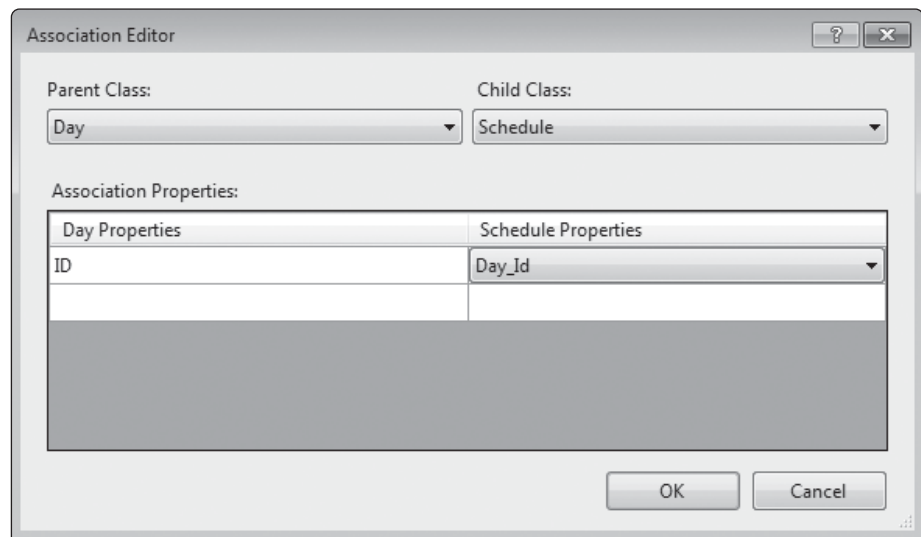 Association Editor
?
Parent Class: Child Class:
Day Schedule
Association Properties:
Day Properties Schedule Properties
ID Day_Id
OK Cancel